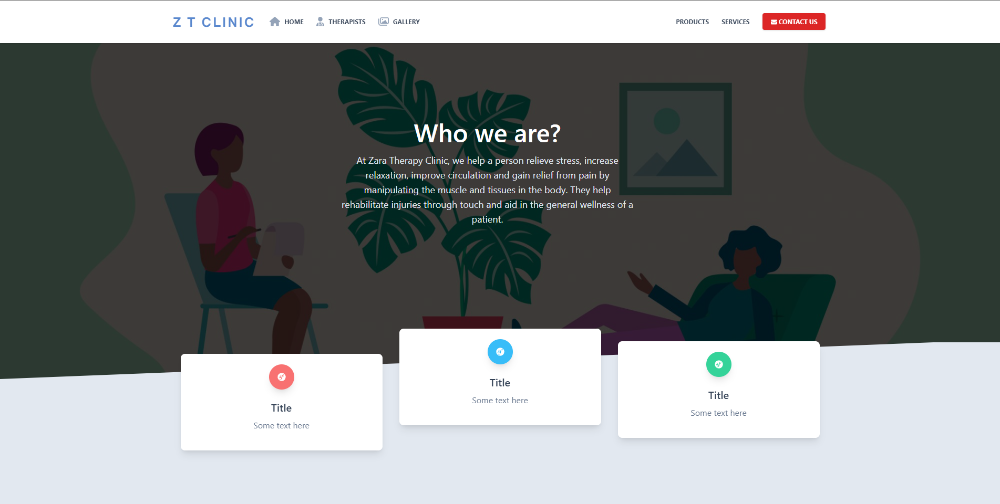 Z T CLINIC
HOME
THERAPISTS
GALLERY
PRODUCTS
SERVICES
CONTACT US
Who we are?
At Zara Therapy Clinic, we help a person relieve stress, increase
relaxation, improve circulation and gain relief from pain by
manipulating the muscle and tissues in the body. They help
rehabilitate injuries through touch and aid in the general wellness of a
patient.
Title
Some text here
Title
Some text here
Title
Some text here